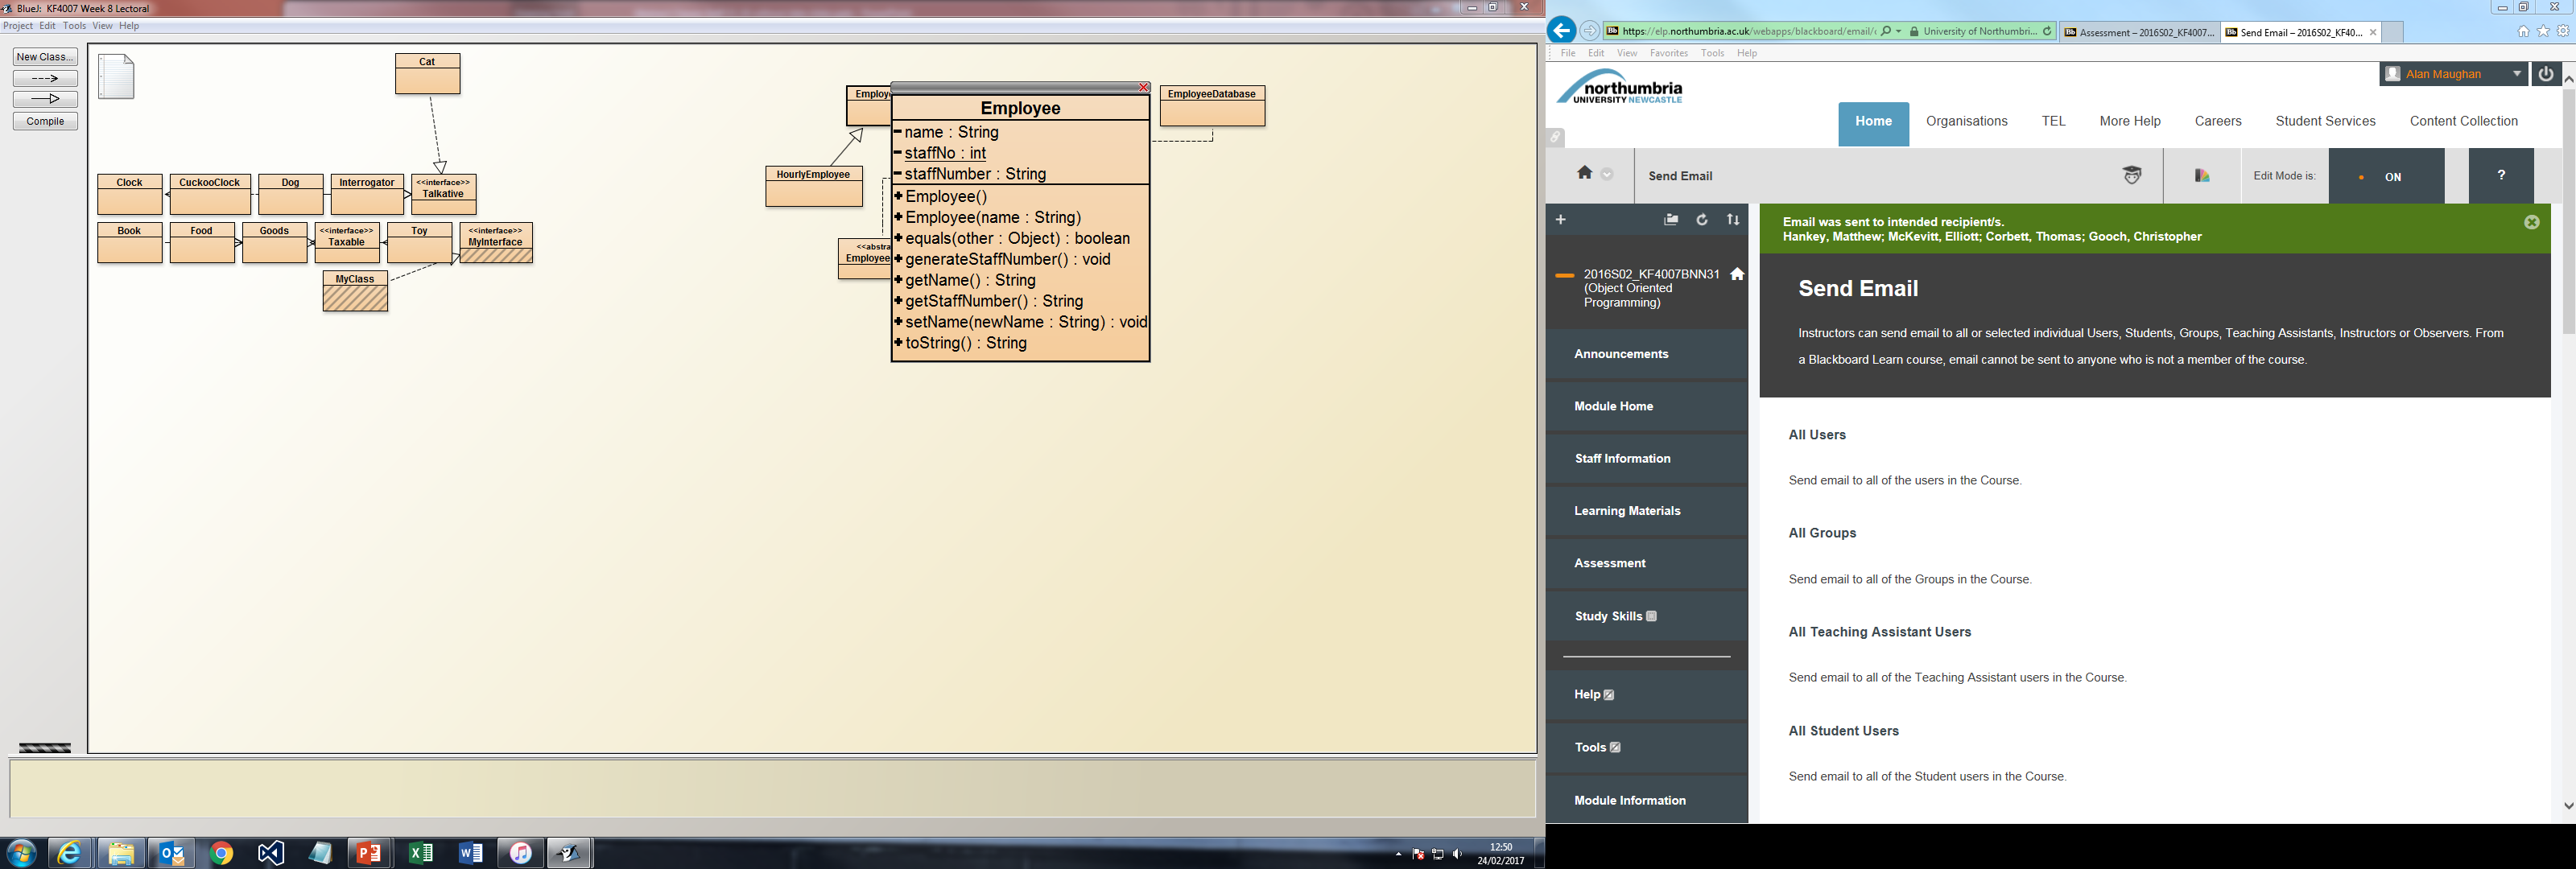 BlueJ: KF4007 Week 8 Lectoral
Project Edit Tools View Help
New Class...
Compile
Cat
Clock
CuckooClock
Dog
Interrogator
<<interface>>
Talkative
Book
Food
Goods
<<interface>>
Taxable
Toy
<<interface>>
MyInterface
MyClass
Employ
HourlyEmployee
<<abstra
Employee
EmployeeDatabase
Employee
name : String
staffNo : int
staffNumber : String
Employee()
Employee(name : String)
equals(other : Object) : boolean
generateStaffNumber() : void
getName() : String
getStaffNumber() : String
setName(newName : String) : void
toString() : String
12:50
24/02/2017
https://elp.northumbria.ac.uk/webapps/blackboard/email/
University of Northumbri...
Assessment – 2016S02_KF4007...
Send Email – 2016S02_KF40...
File Edit View Favorites Tools Help
northumbria
UNIVERSITY NEWCASTLE
Alan Maughan
Home Organisations TEL More Help Careers Student Services Content Collection
Send Email
Edit Mode is:
ON
?
2016S02_KF4007BNN31
(Object Oriented
Programming)
Announcements
Module Home
Staff Information
Learning Materials
Assessment
Study Skills
Help
Tools
Module Information
Email was sent to intended recipient/s.
Hankey, Matthew; McKevitt, Elliott; Corbett, Thomas; Gooch, Christopher
Send Email
Instructors can send email to all or selected individual Users, Students, Groups, Teaching Assistants, Instructors or Observers. From
a Blackboard Learn course, email cannot be sent to anyone who is not a member of the course.
All Users
Send email to all of the users in the Course.
All Groups
Send email to all of the Groups in the Course.
All Teaching Assistant Users
Send email to all of the Teaching Assistant users in the Course.
All Student Users
Send email to all of the Student users in the Course.